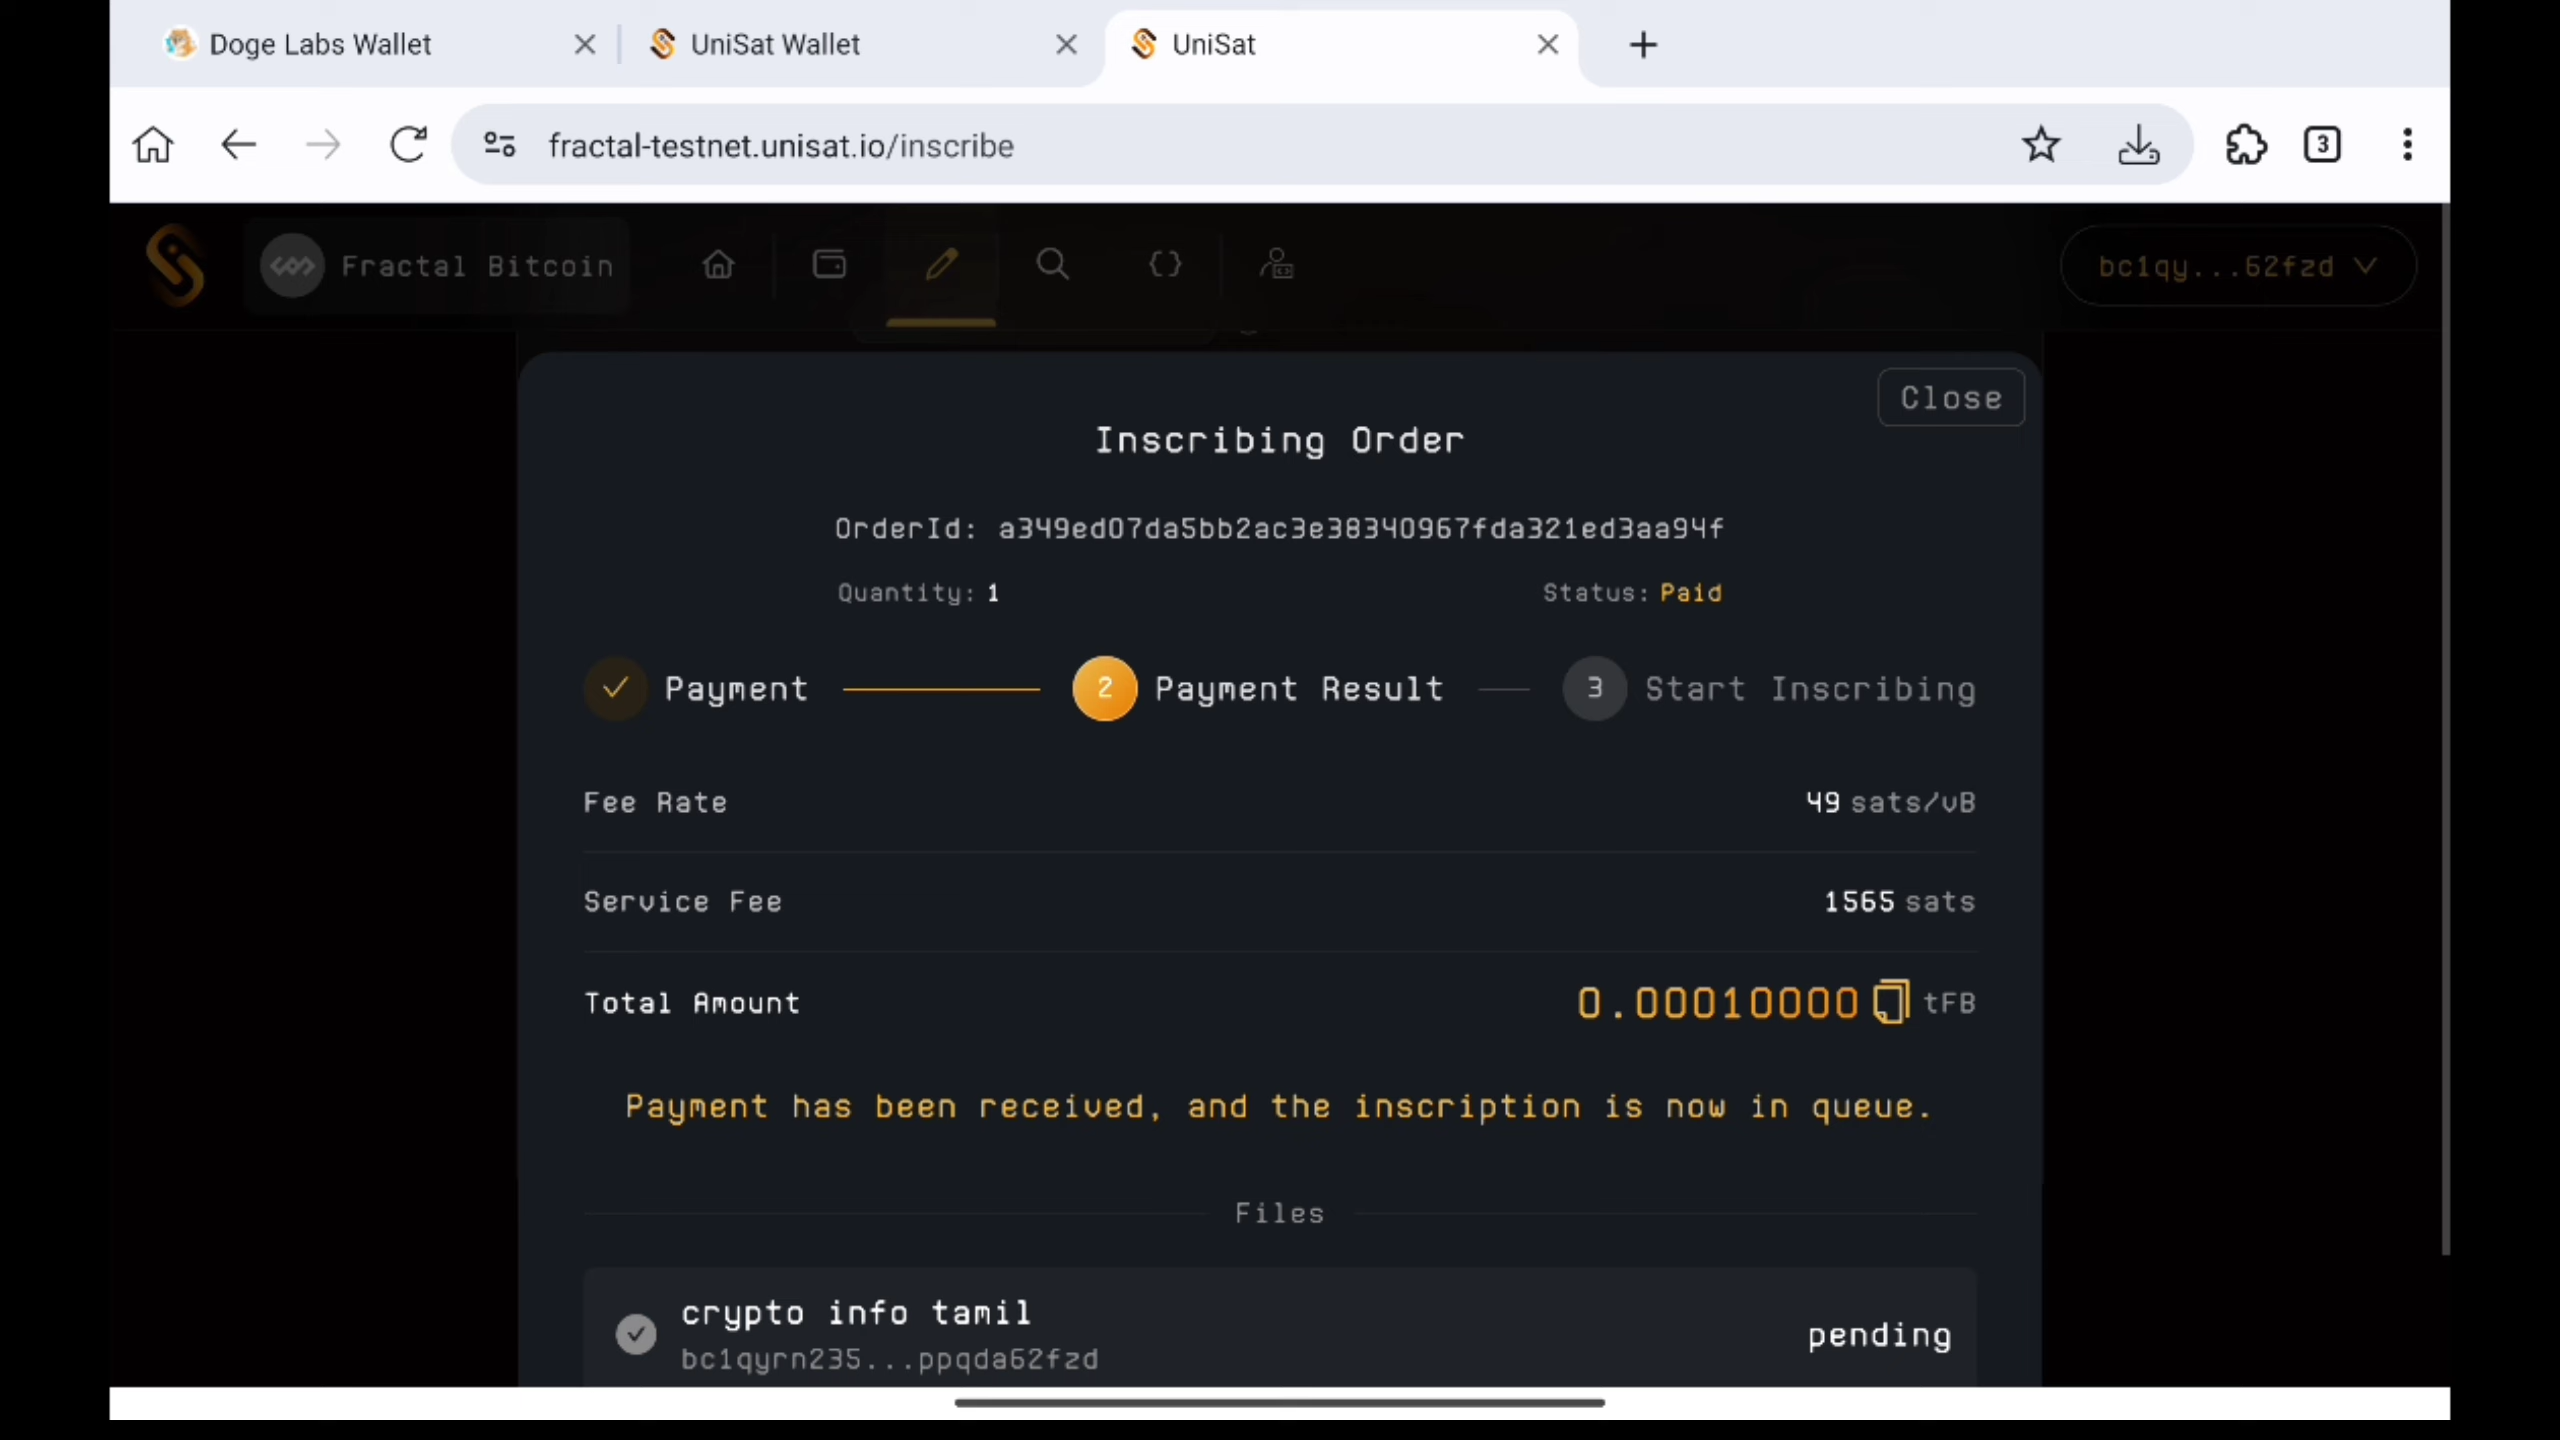 Doge Labs Wallet
UniSat Wallet
UniSat
fractal-testnet.unisat.io/inscribe
3
Fractal Bitcoin
bc1qy...62fzd
Close
Inscribing Order
OrderId: a349ed07da5bb2ac3e38340967fda321ed3aa94f
Quantity: 1
Status: Paid
Payment
2 Payment Result
3 Start Inscribing
Fee Rate
49 sats/vB
Service Fee
1565 sats
Total Amount
0.00010000 tFB
Payment has been received, and the inscription is now in queue.
Files
crypto info tamil
pending
bc1qyrn235...ppqda62fzd